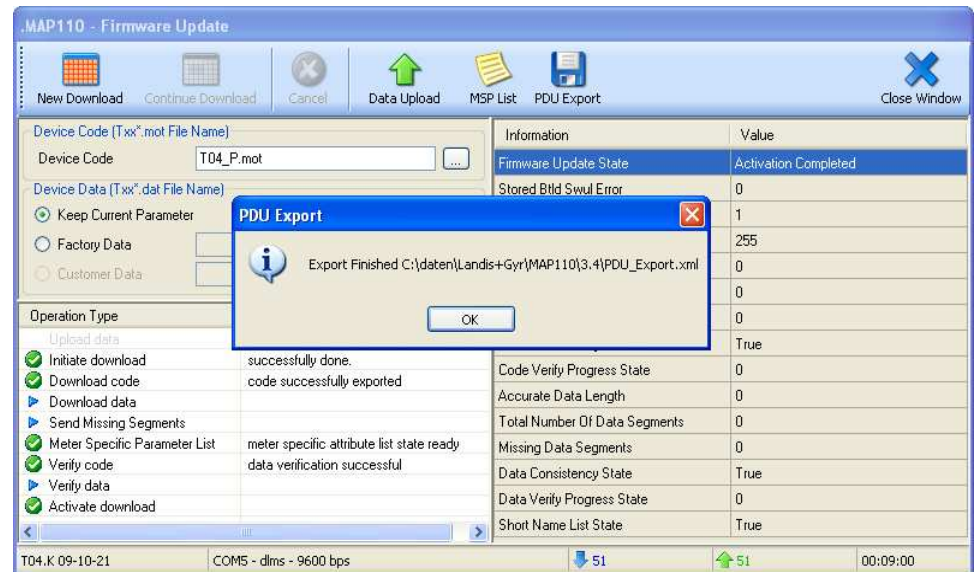 .MAP110 - Firmware Update
New Download Continue Download Cancel Data Upload MSP List PDU Export Close Window
Device Code (Txx*.mot File Name)
Device Code T04_P.mot ...
Device Data (Txx*.dat File Name)
Keep Current Parameter
Factory Data
Customer Data
Operation Type
Upload data
Initiate download successfully done.
Download code code successfully exported
Download data
Send Missing Segments
Meter Specific Parameter List meter specific attribute list state ready
Verify code data verification successful
Verify data
Activate download
Information Value
Firmware Update State Activation Completed
Stored Btld Swul Error 0
1
255
0
0
0
True
Code Verify Progress State 0
Accurate Data Length 0
Total Number Of Data Segments 0
Missing Data Segments 0
Data Consistency State True
Data Verify Progress State 0
Short Name List State True
PDU Export
Export Finished C:\daten\Landis+Gyr\MAP110\3.4\PDU_Export.xml
OK
T04.K 09-10-21 COM5 - dlms - 9600 bps 51 51 00:09:00